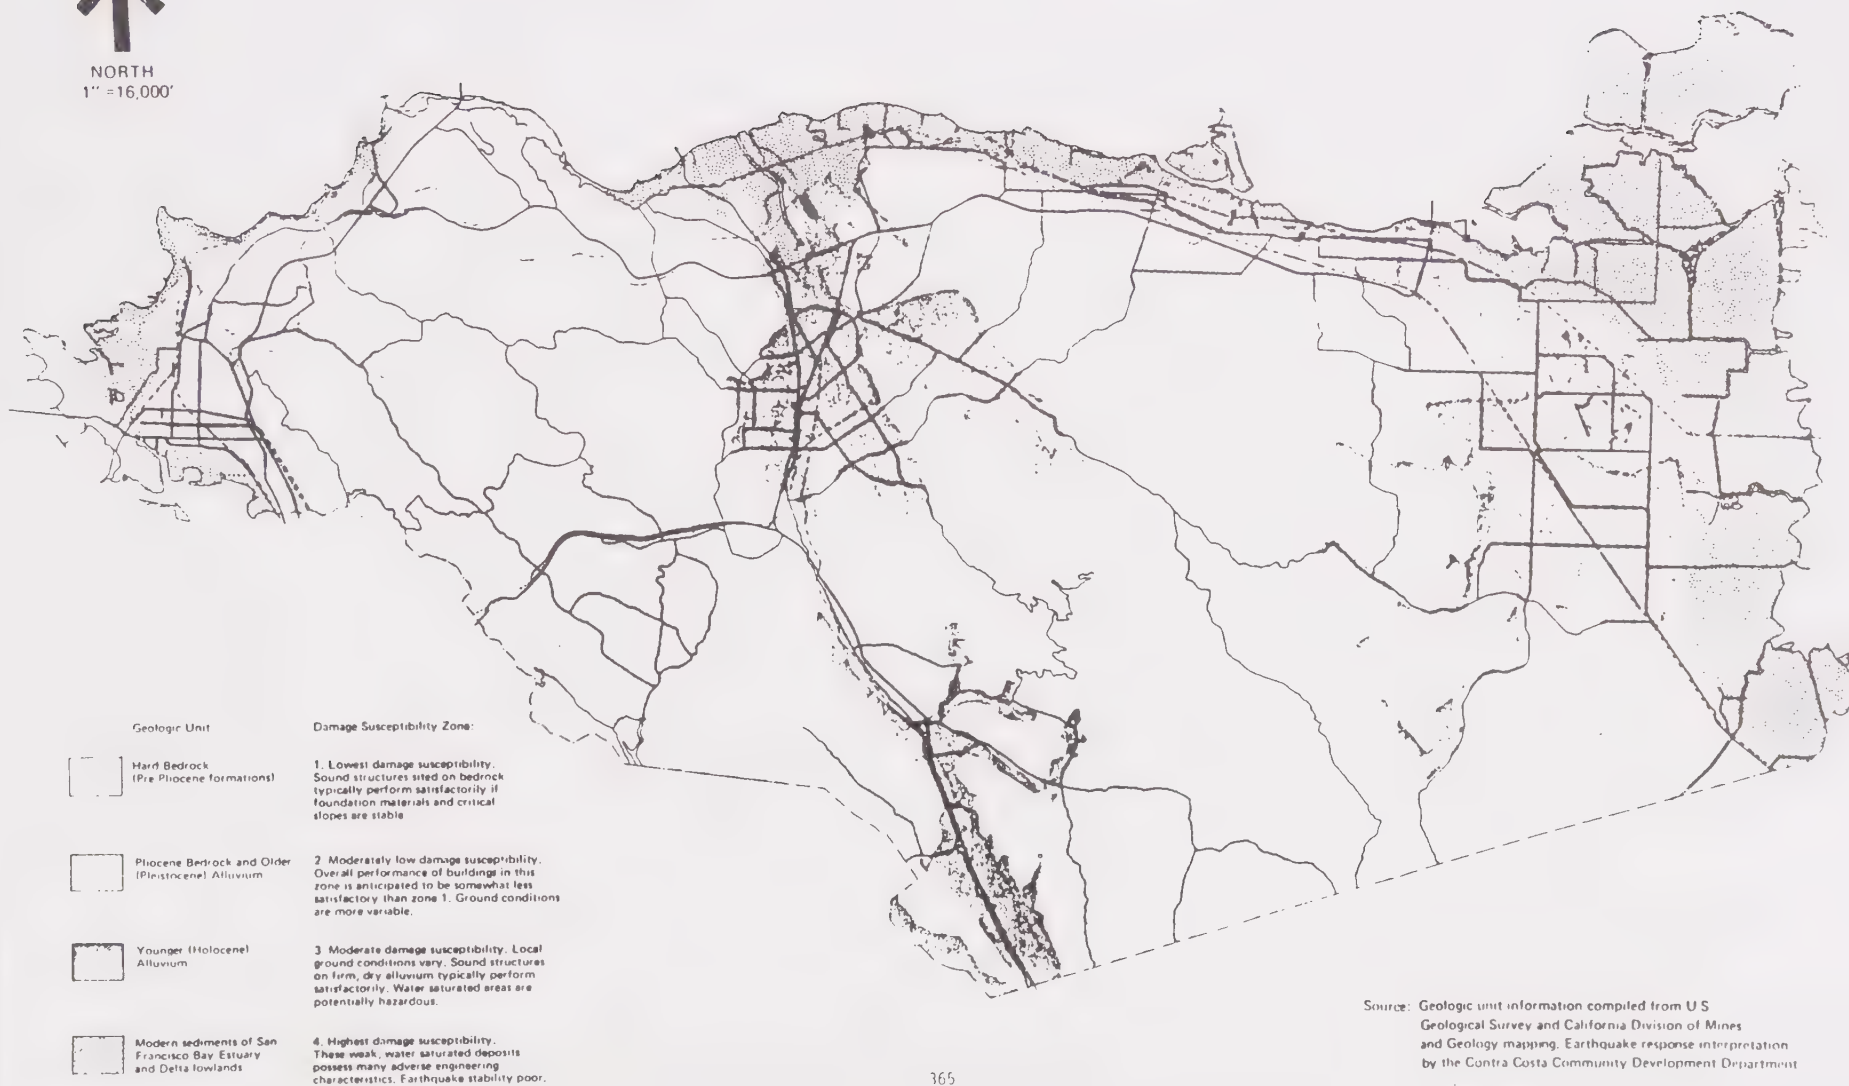 NORTH
1" =16,000'
Geologic Unit
Damage Susceptibility Zone:
Hard Bedrock
(Pre Pliocene formations)
1. Lowest damage susceptibility.
Sound structures sited on bedrock
typically perform satisfactorily if
foundation materials and critical
slopes are stable
Pliocene Bedrock and Older
(Pleistocene) Alluvium
2 Moderately low damage susceptibility.
Overall performance of buildings in this
zone is anticipated to be somewhat less
satisfactory than zone 1. Ground conditions
are more variable.
Younger (Holocene)
Alluvium
3 Moderate damage susceptibility. Local
ground conditions vary. Sound structures
on firm, dry alluvium typically perform
satisfactorily. Water saturated areas are
potentially hazardous.
Modern sediments of San
Francisco Bay Estuary
and Delta lowlands
4. Highest damage susceptibility.
These weak, water saturated deposits
possess many adverse engineering
characteristics. Earthquake stability poor.
365
Source: Geologic unit information compiled from U S
Geological Survey and California Division of Mines
and Geology mapping. Earthquake response interpretation
by the Contra Costa Community Development Department